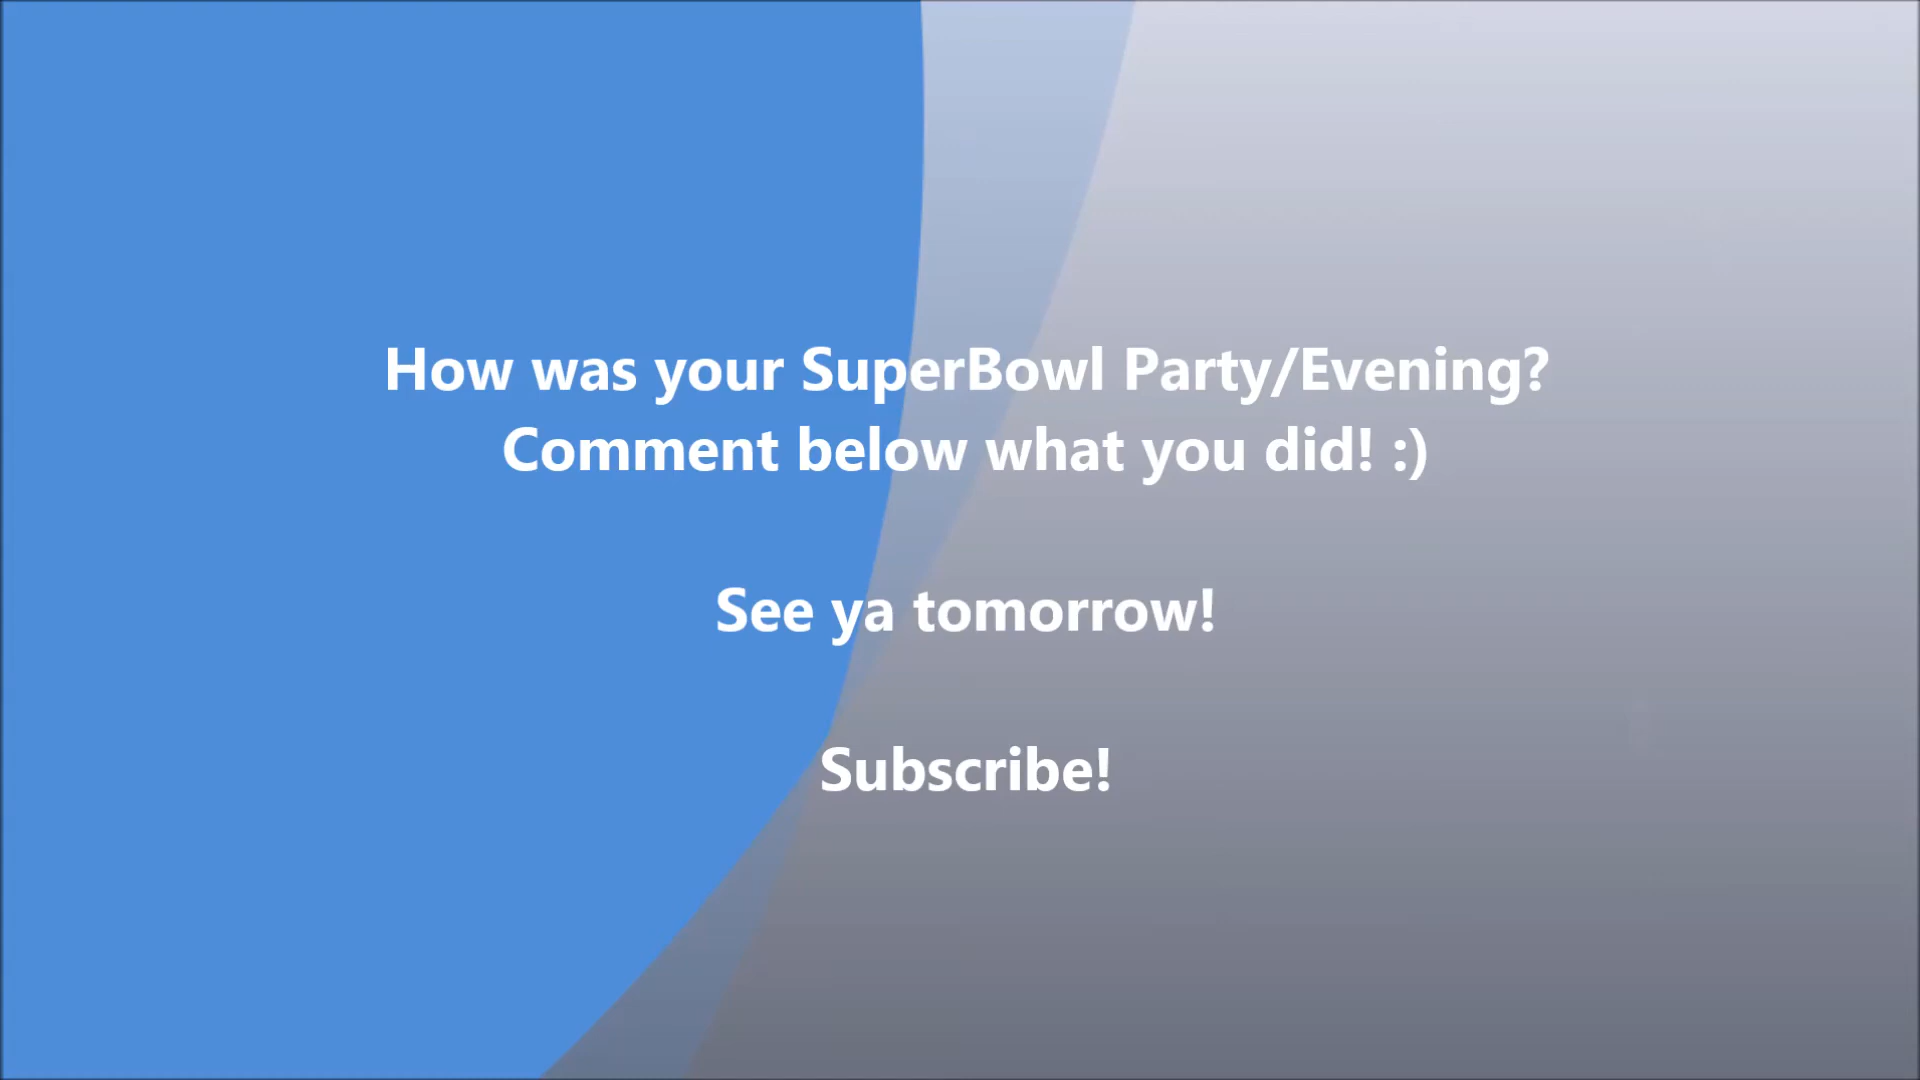 How was your SuperBowl Party/Evening?
Comment below what you did! :)
See ya tomorrow!
Subscribe!